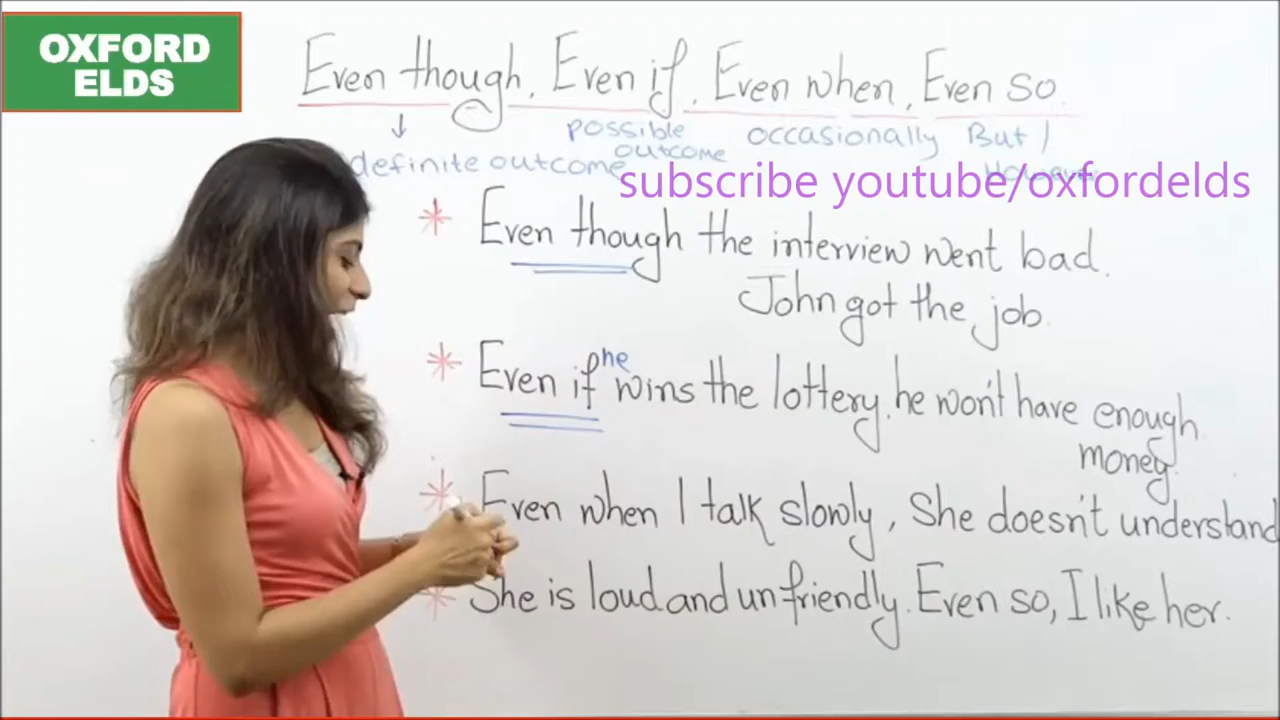 OXFORD
ELDS
Even though, Even if, Even when, Even so.
possible occasionally But /
definite outcome outcome
subscribe youtube/oxfordelds
Even though the interview went bad.
John got the job.
he
Even if wins the lottery, he won't have enough
money.
Even when I talk slowly, She doesn't understand
She is loud and unfriendly. Even so, I like her.